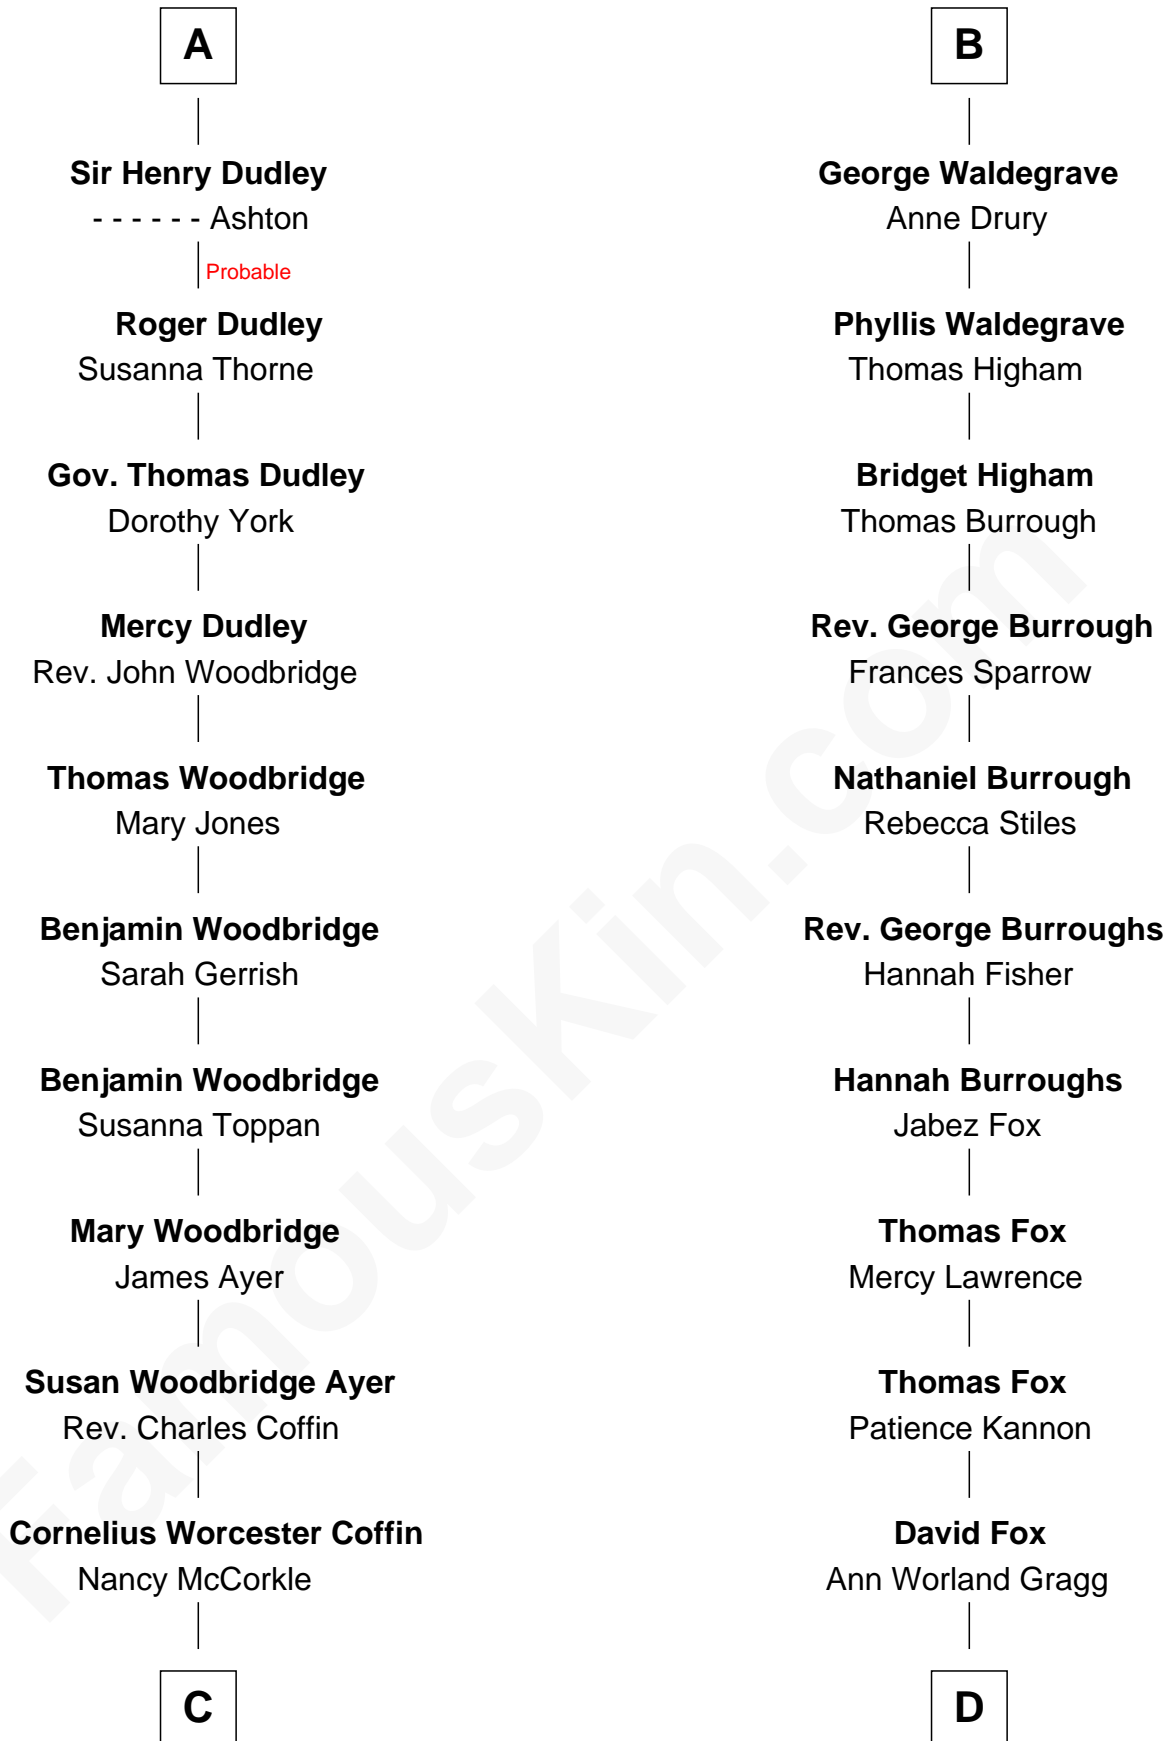 A
Sir Henry Dudley
- - - - - - Ashton
Probable
Roger Dudley
Susanna Thorne
Gov. Thomas Dudley
Dorothy York
Mercy Dudley
Rev. John Woodbridge
Thomas Woodbridge
Mary Jones
Benjamin Woodbridge
Sarah Gerrish
Benjamin Woodbridge
Susanna Toppan
Mary Woodbridge
James Ayer
Susan Woodbridge Ayer
Rev. Charles Coffin
Cornelius Worcester Coffin
Nancy McCorkle
C
B
George Waldegrave
Anne Drury
Phyllis Waldegrave
Thomas Higham
Bridget Higham
Thomas Burrough
Rev. George Burrough
Frances Sparrow
Nathaniel Burrough
Rebecca Stiles
Rev. George Burroughs
Hannah Fisher
Hannah Burroughs
Jabez Fox
Thomas Fox
Mercy Lawrence
Thomas Fox
Patience Kannon
David Fox
Ann Worland Gragg
D
FamousKin.com